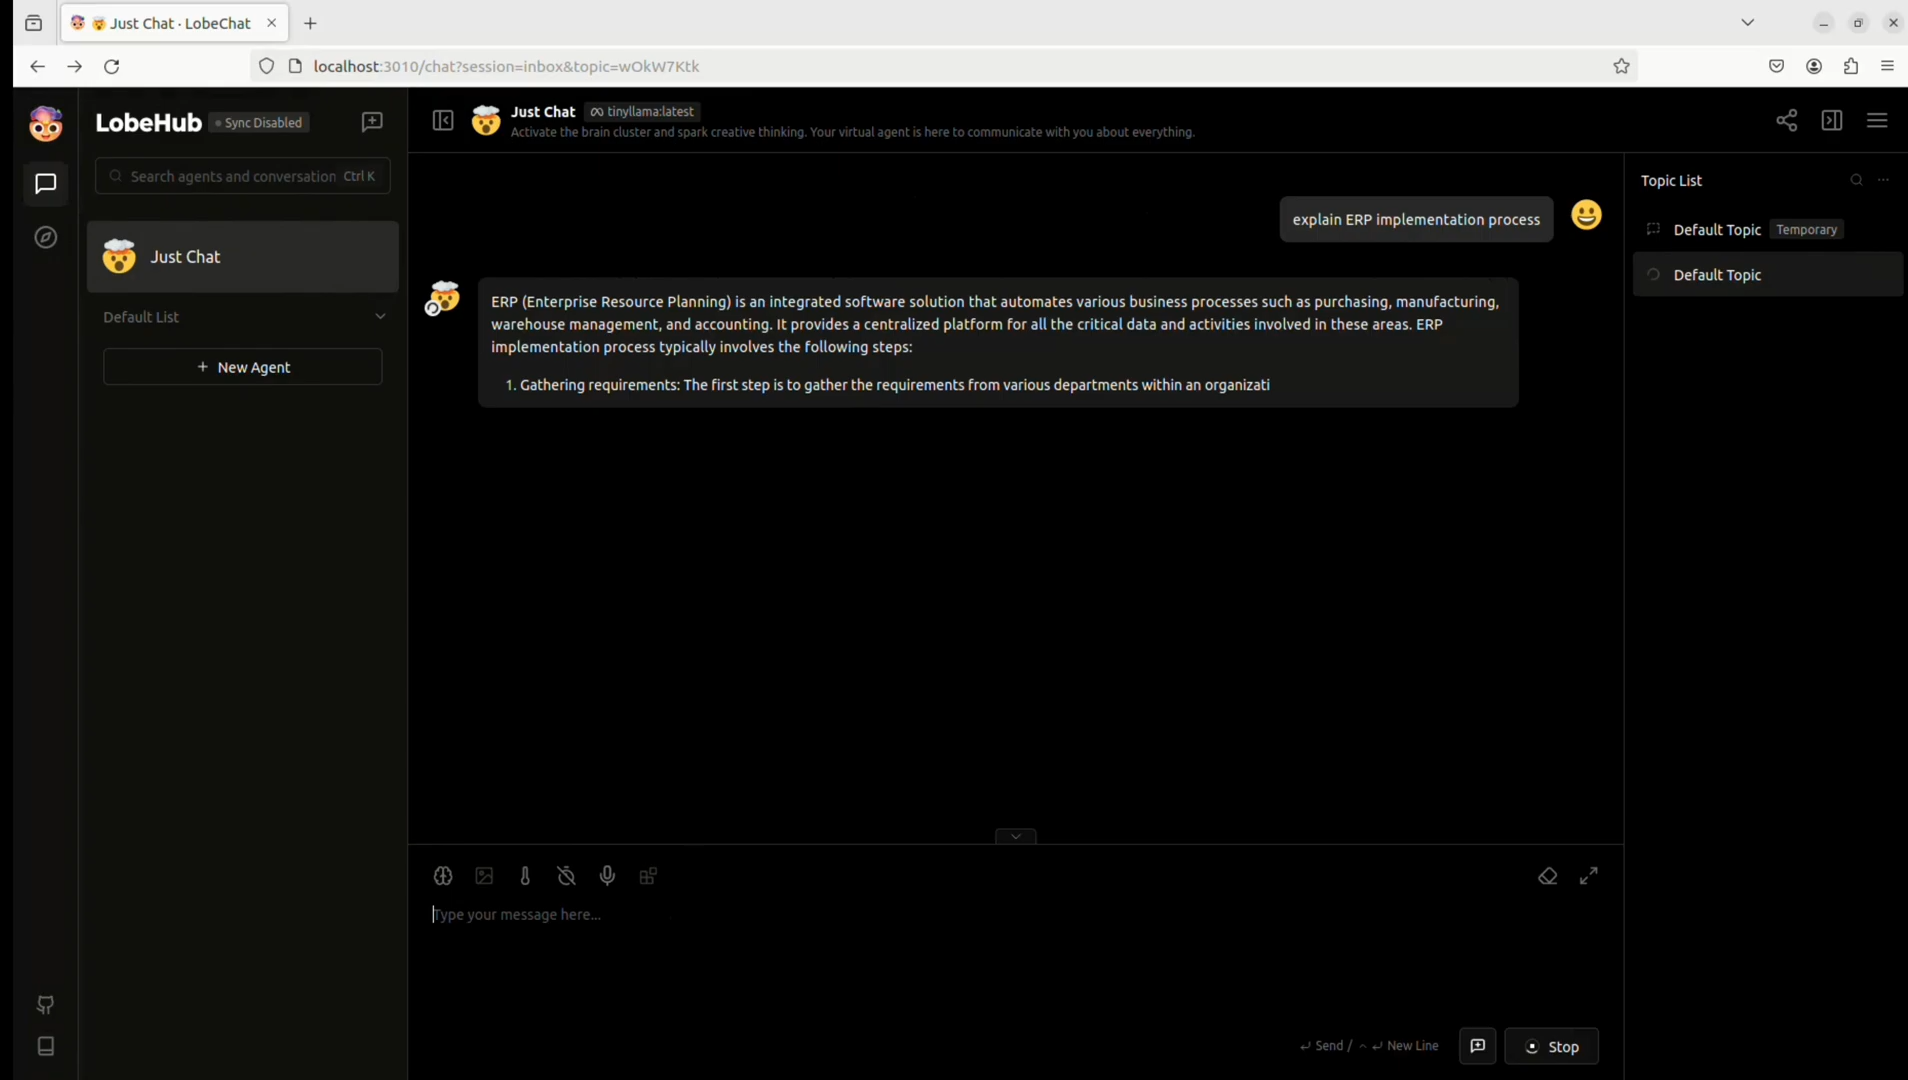 Just Chat · LobeChat
localhost:3010/chat?session=inbox&topic=wOkW7Ktk
LobeHub
Sync Disabled
Search agents and conversation
Ctrl K
Just Chat
Default List
+ New Agent
Just Chat
tinyllama:latest
Activate the brain cluster and spark creative thinking. Your virtual agent is here to communicate with you about everything.
explain ERP implementation process
ERP (Enterprise Resource Planning) is an integrated software solution that automates various business processes such as purchasing, manufacturing,
warehouse management, and accounting. It provides a centralized platform for all the critical data and activities involved in these areas. ERP
implementation process typically involves the following steps:
1. Gathering requirements: The first step is to gather the requirements from various departments within an organizati
Topic List
Default Topic
Temporary
Default Topic
Type your message here...
↵ Send / ^ ↵ New Line
Stop